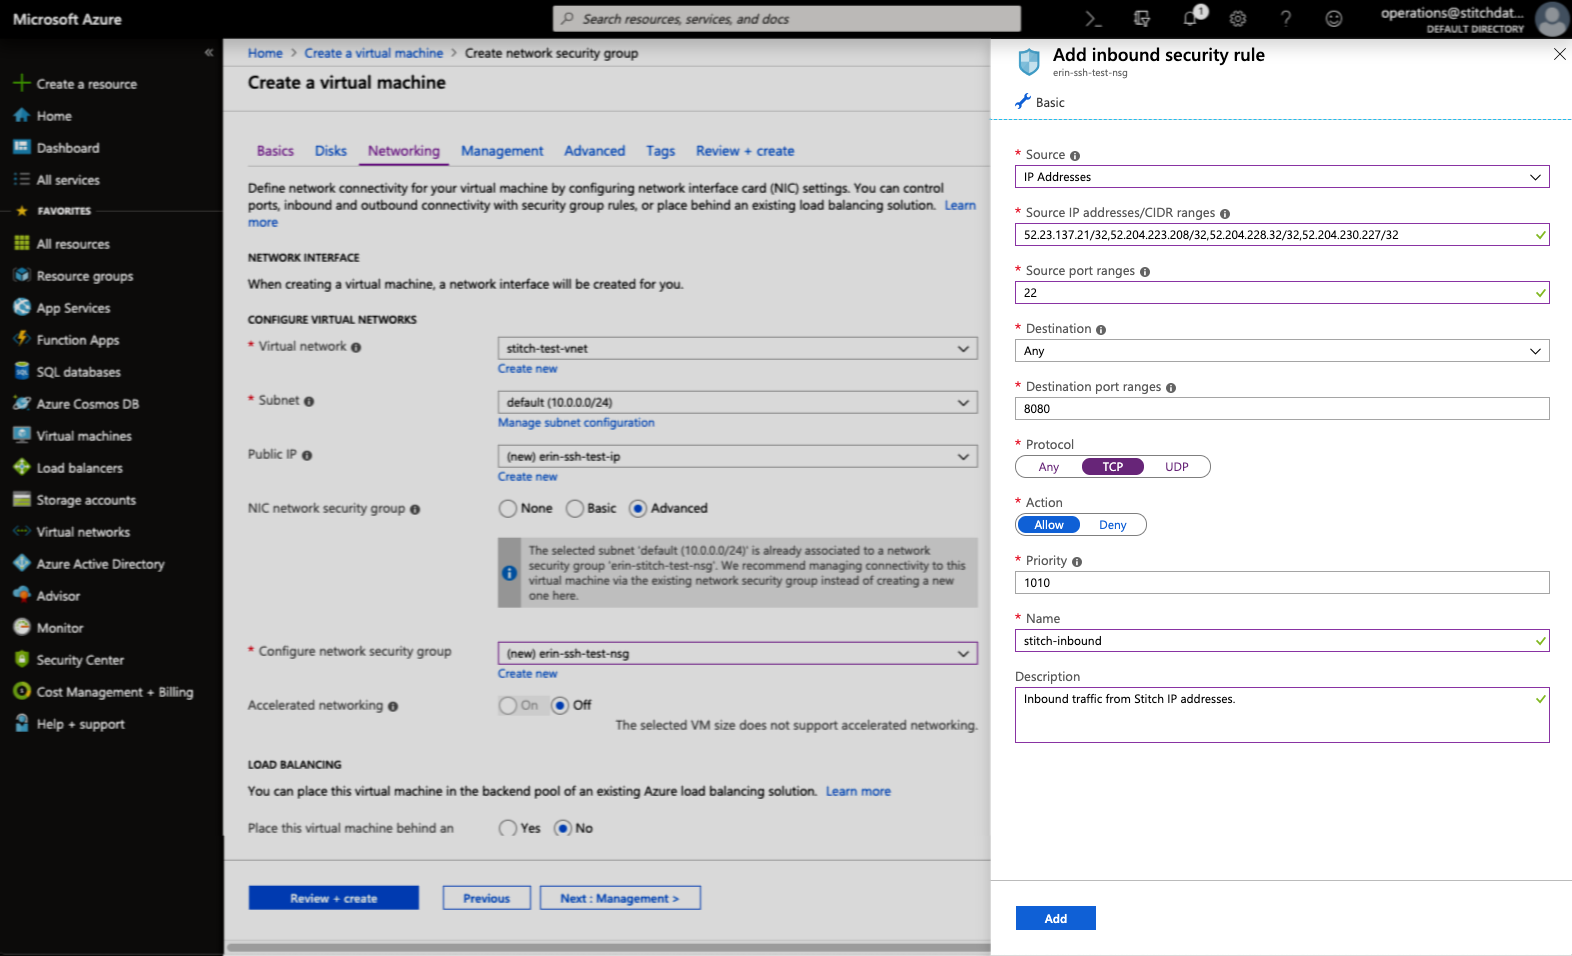 Microsoft Azure
Search resources, services, and docs
1
operations@stitchdat...
DEFAULT DIRECTORY
Create a resource
Home
Dashboard
All services
FAVORITES
All resources
Resource groups
App Services
Function Apps
SQL databases
Azure Cosmos DB
Virtual machines
Load balancers
Storage accounts
Virtual networks
Azure Active Directory
Advisor
Monitor
Security Center
Cost Management + Billing
Help + support
Home > Create a virtual machine > Create network security group
Create a virtual machine
Basics Disks Networking Management Advanced Tags Review + create
Define network connectivity for your virtual machine by configuring network interface card (NIC) settings. You can control
ports, inbound and outbound connectivity with security group rules, or place behind an existing load balancing solution. Learn
more
NETWORK INTERFACE
When creating a virtual machine, a network interface will be created for you.
CONFIGURE VIRTUAL NETWORKS
* Virtual network
stitch-test-vnet
Create new
* Subnet
default (10.0.0.0/24)
Manage subnet configuration
Public IP
(new) erin-ssh-test-ip
Create new
NIC network security group
None Basic Advanced
The selected subnet 'default (10.0.0.0/24)' is already associated to a network
security group 'erin-stitch-test-nsg'. We recommend managing connectivity to this
virtual machine via the existing network security group instead of creating a new
one here.
* Configure network security group
(new) erin-ssh-test-nsg
Create new
Accelerated networking
On Off
The selected VM size does not support accelerated networking.
LOAD BALANCING
You can place this virtual machine in the backend pool of an existing Azure load balancing solution. Learn more
Place this virtual machine behind an
Yes No
Review + create
Previous
Next : Management >
Add inbound security rule
erin-ssh-test-nsg
Basic
* Source
IP Addresses
* Source IP addresses/CIDR ranges
52.23.137.21/32,52.204.223.208/32,52.204.228.32/32,52.204.230.227/32
* Source port ranges
22
* Destination
Any
* Destination port ranges
8080
* Protocol
Any TCP UDP
* Action
Allow Deny
* Priority
1010
* Name
stitch-inbound
Description
Inbound traffic from Stitch IP addresses.
Add